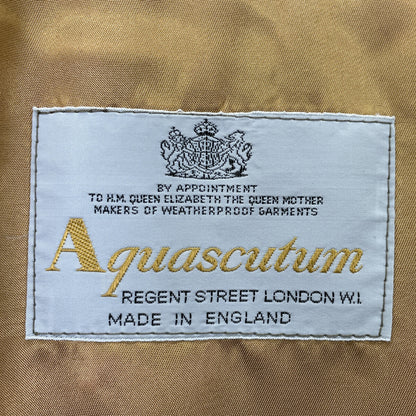 BY APPOINTMENT
TO H.M. QUEEN ELIZABETH THE QUEEN MOTHER
MAKERS OF WEATHERPROOF GARMENTS
Aquascutum
REGENT STREET LONDON W.I.
MADE IN ENGLAND